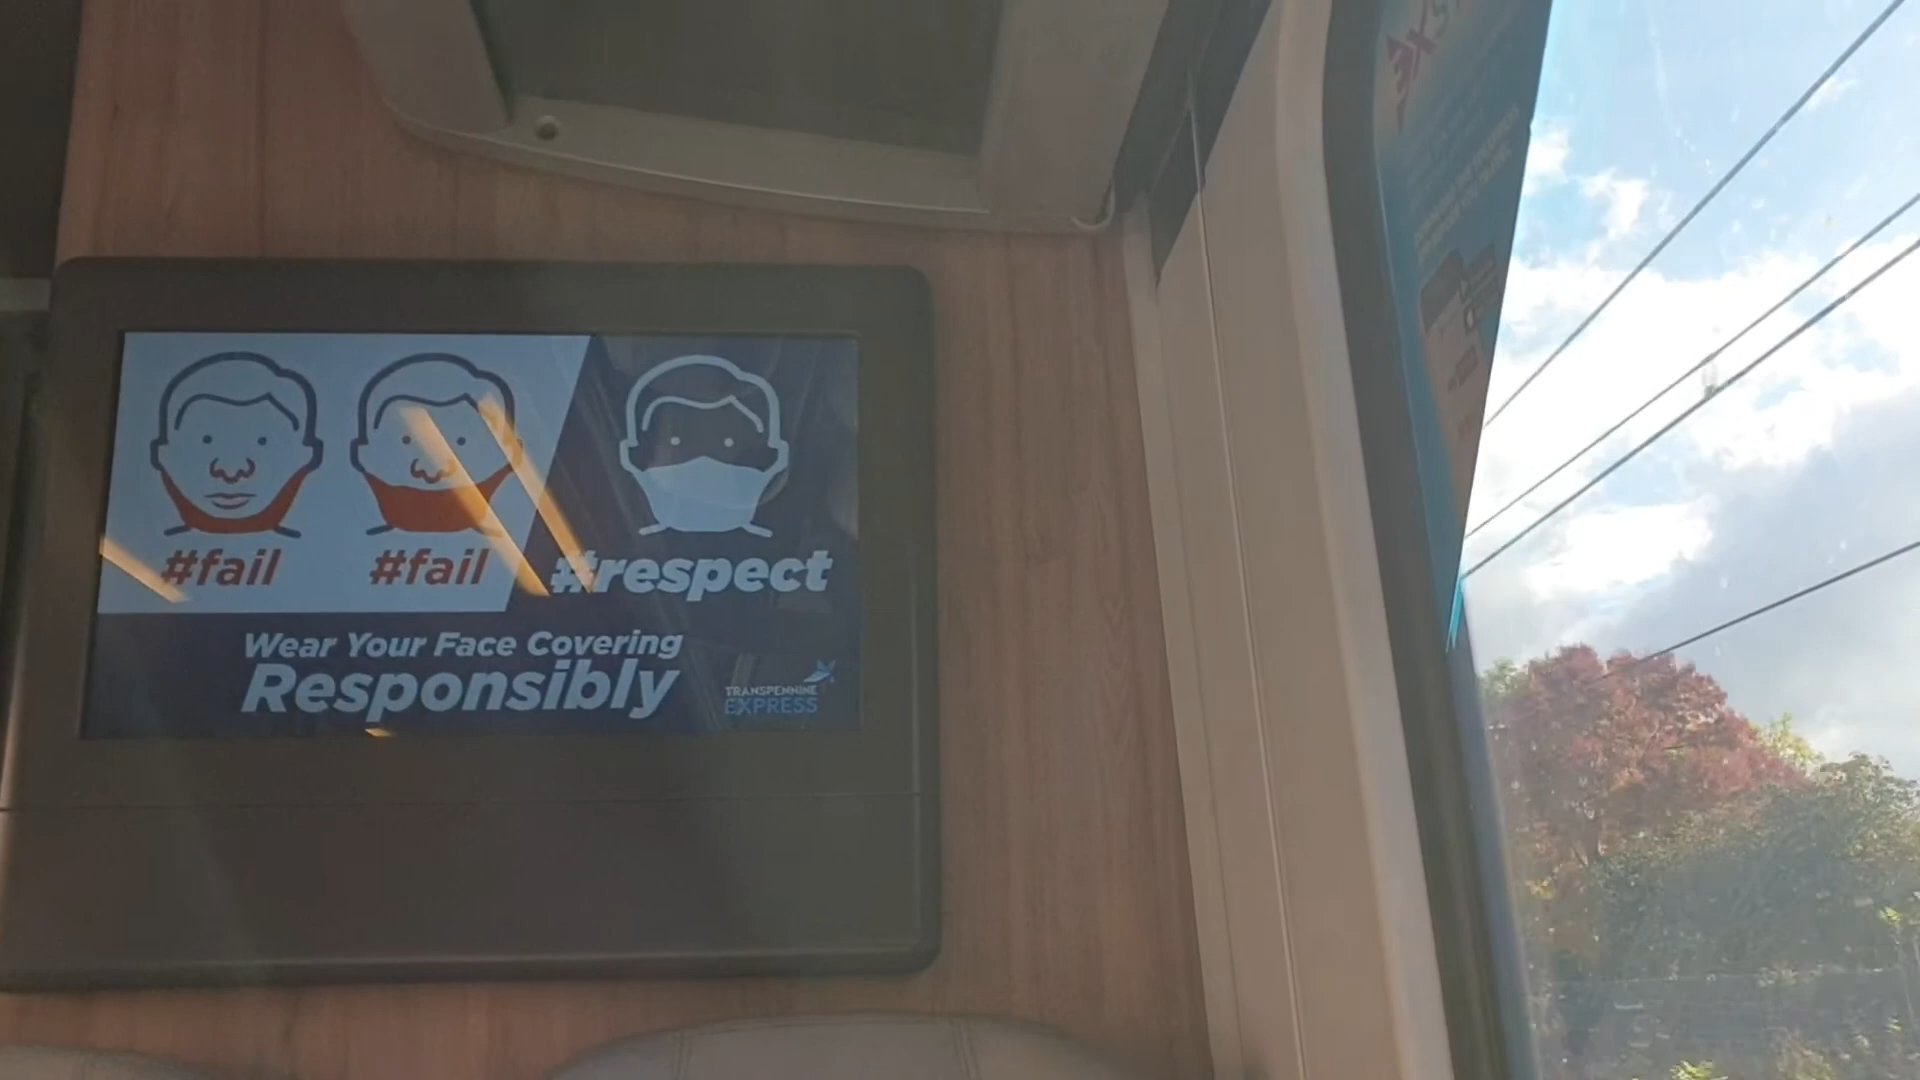 #fail #fail #respect
Wear Your Face Covering
Responsibly
TRANSPENNINE
EXPRESS